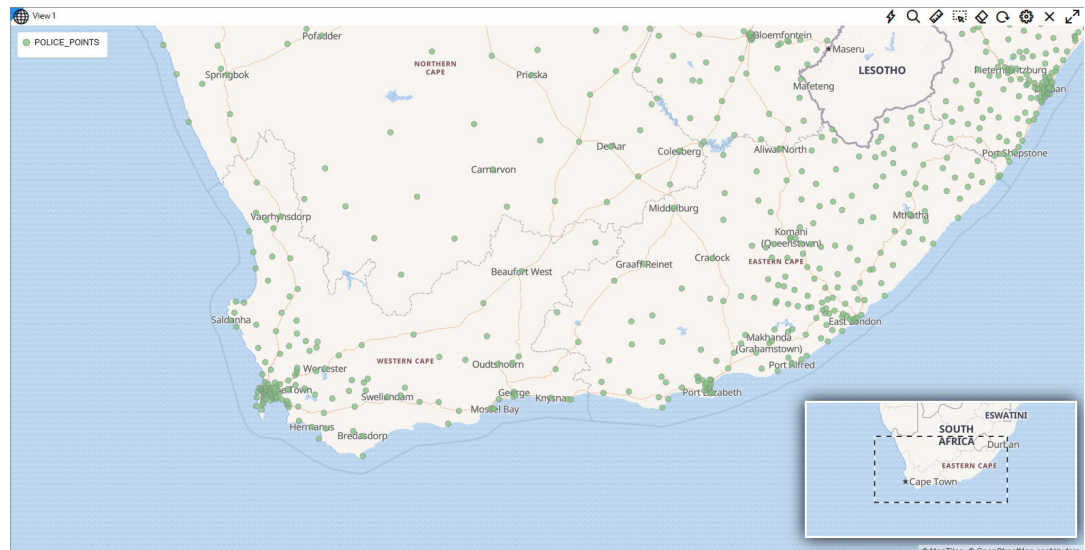 View 1
POLICE_POINTS
Pofadder
Bloemfontein
Maseru
NORTHERN
CAPE
Springbok
Prieska
LESOTHO
Pietermaritzburg
Mafeteng
De Aar
Colesberg
Aliwal North
Port Shepstone
Carnarvon
Vanrhynsdorp
Middelburg
Mthatha
Komani
(Queenstown)
Beaufort West
Graaff-Reinet
Cradock
EASTERN CAPE
Saldanha
East London
Makhanda
(Grahamstown)
WESTERN CAPE
Worcester
Oudtshoorn
Port Alfred
Town
Swellendam
George
Knysna
Port Elizabeth
Mossel Bay
Hermanus
Bredasdorp
ESWATINI
SOUTH
AFRICA
Durban
EASTERN CAPE
Cape Town